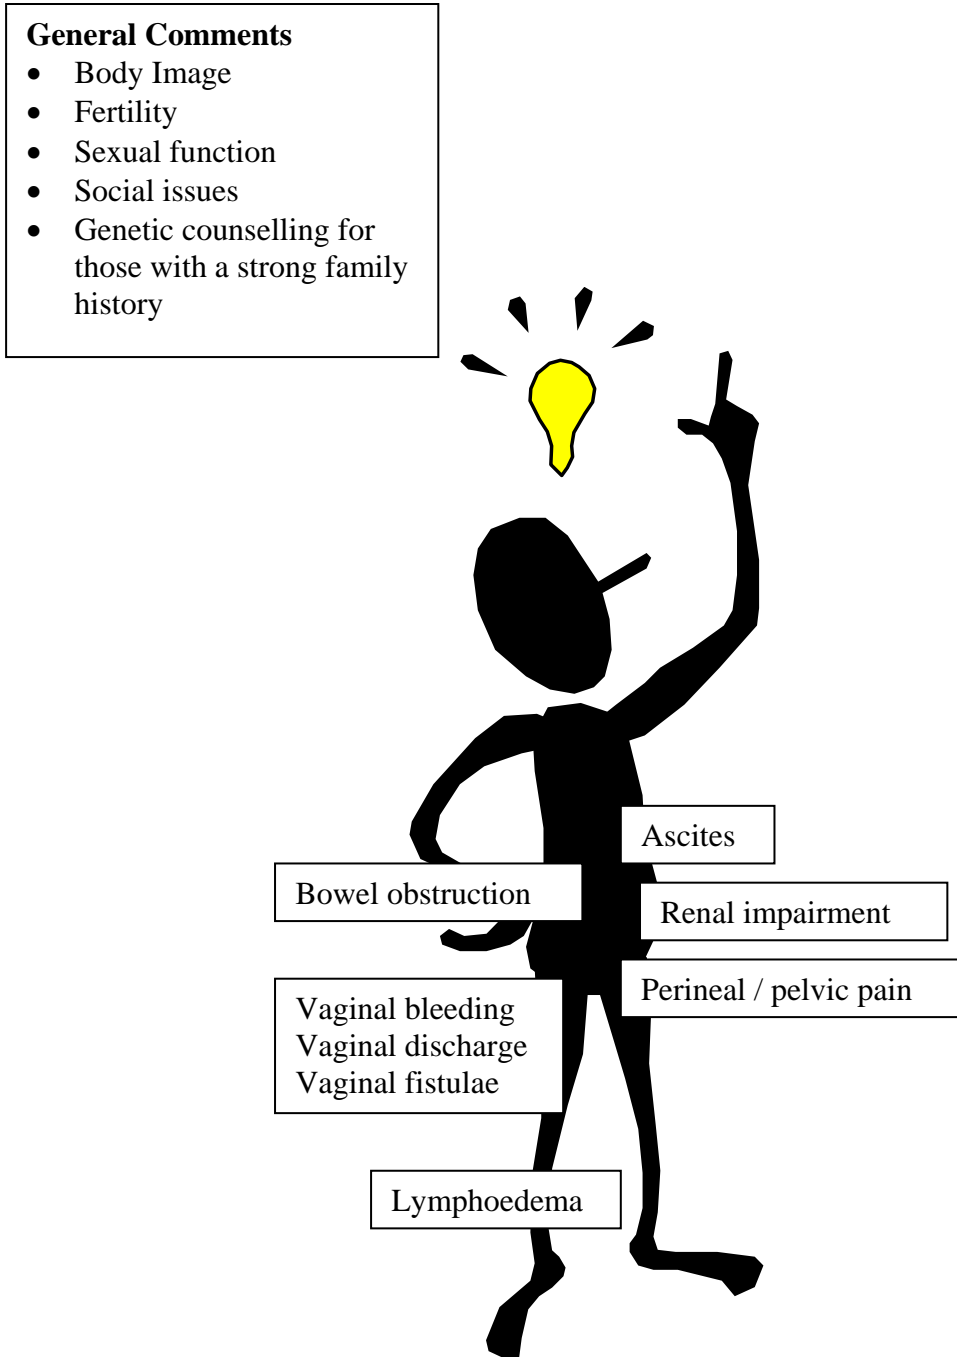 General Comments
• Body Image
• Fertility
• Sexual function
• Social issues
• Genetic counselling for
those with a strong family
history
Ascites
Bowel obstruction
Renal impairment
Perineal / pelvic pain
Vaginal bleeding
Vaginal discharge
Vaginal fistulae
Lymphoedema